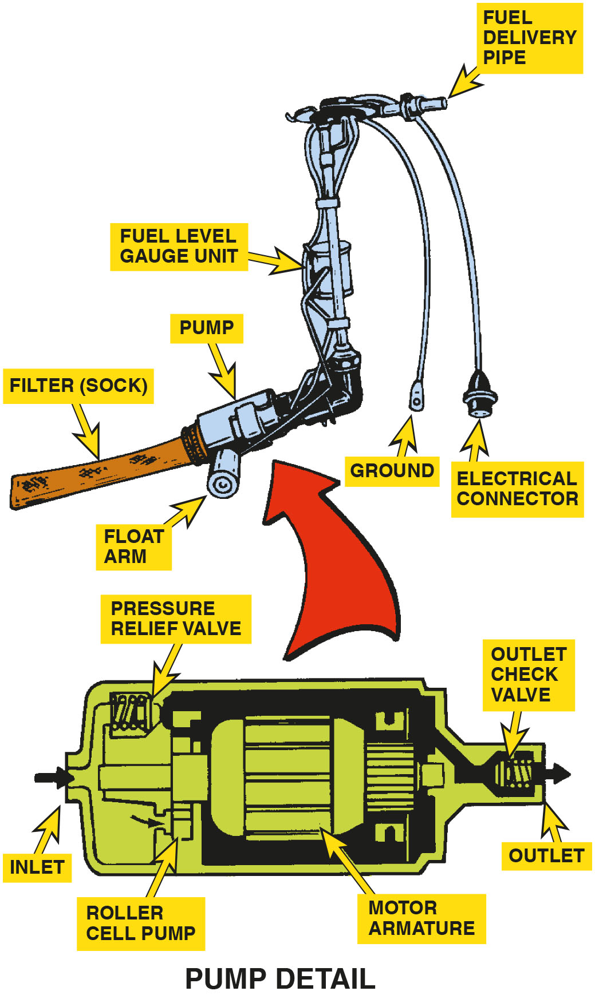 FUEL
DELIVERY
PIPE
FUEL LEVEL
GAUGE UNIT
PUMP
FILTER (SOCK)
GROUND
ELECTRICAL
CONNECTOR
FLOAT
ARM
PRESSURE
RELIEF VALVE
OUTLET
CHECK
VALVE
INLET
OUTLET
ROLLER
CELL PUMP
MOTOR
ARMATURE
PUMP DETAIL